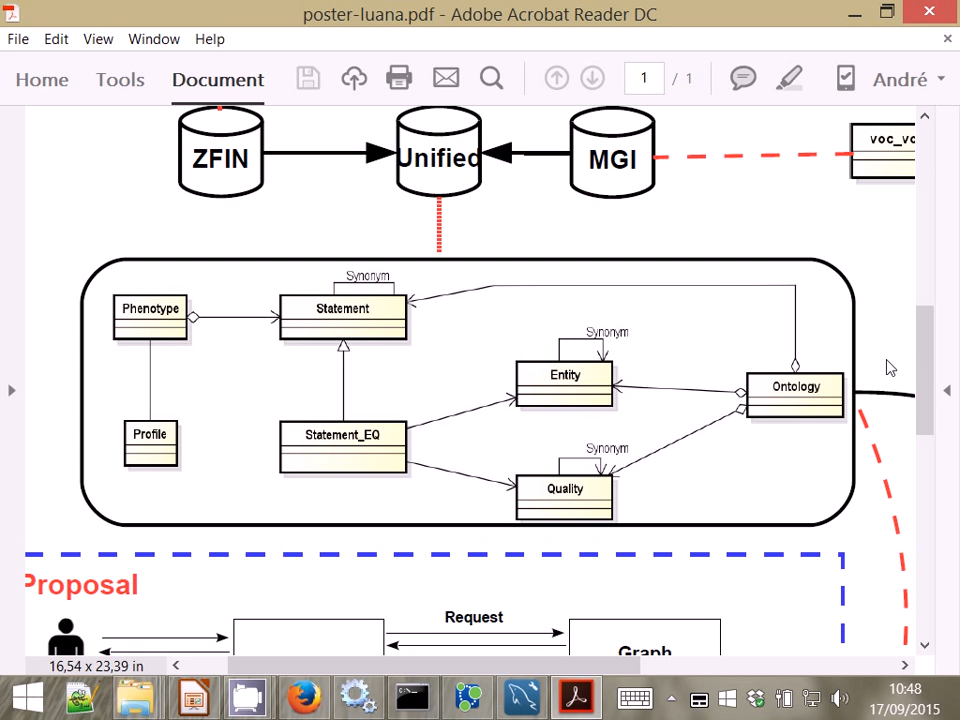 poster-luana.pdf - Adobe Acrobat Reader DC
File Edit View Window Help
Home Tools Document 1 / 1 André
ZFIN Unified MGI
Synonym
Phenotype Statement
Synonym
Entity Ontology
Profile Statement_EQ
Synonym
Quality
Proposal
Request
Graph
16,54 x 23,39 in
10:48
17/09/2015